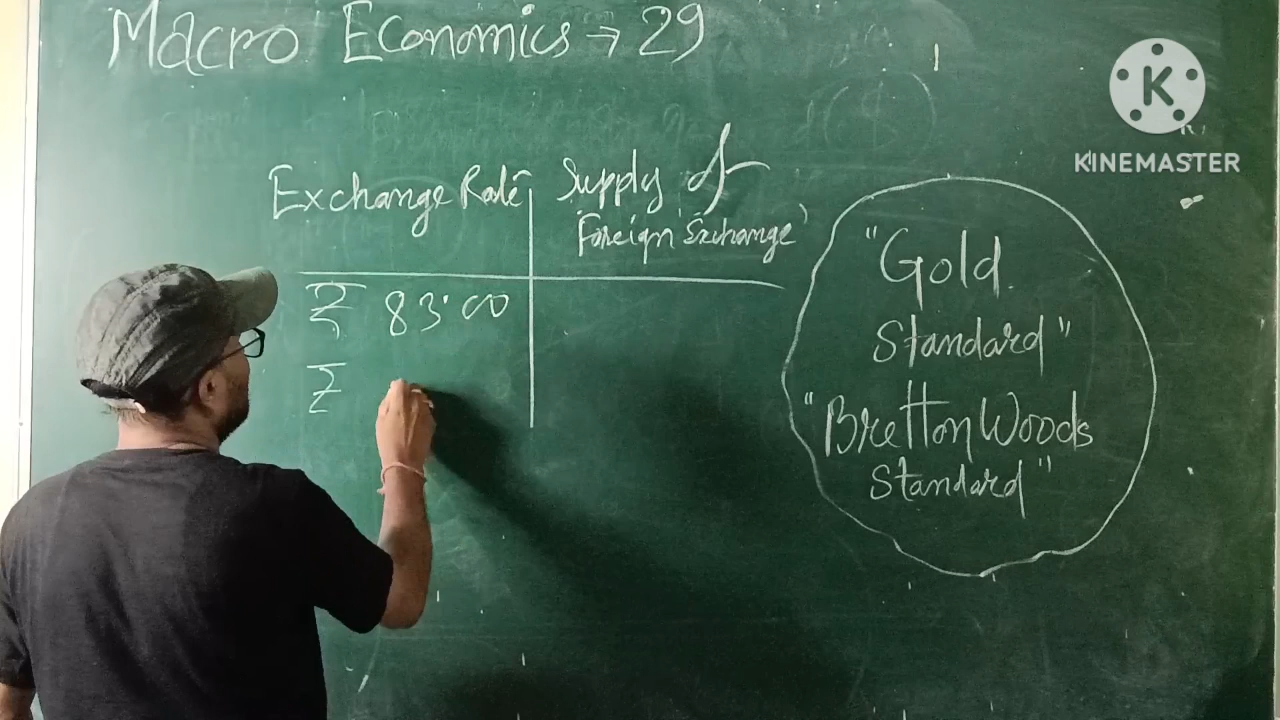 Macro Economics → 29
Exchange Rate
Supply of
Foreign Exchange
₹ 83.00
₹
"Gold
Standard"
"Bretton Woods
Standard"
K
KINEMASTER